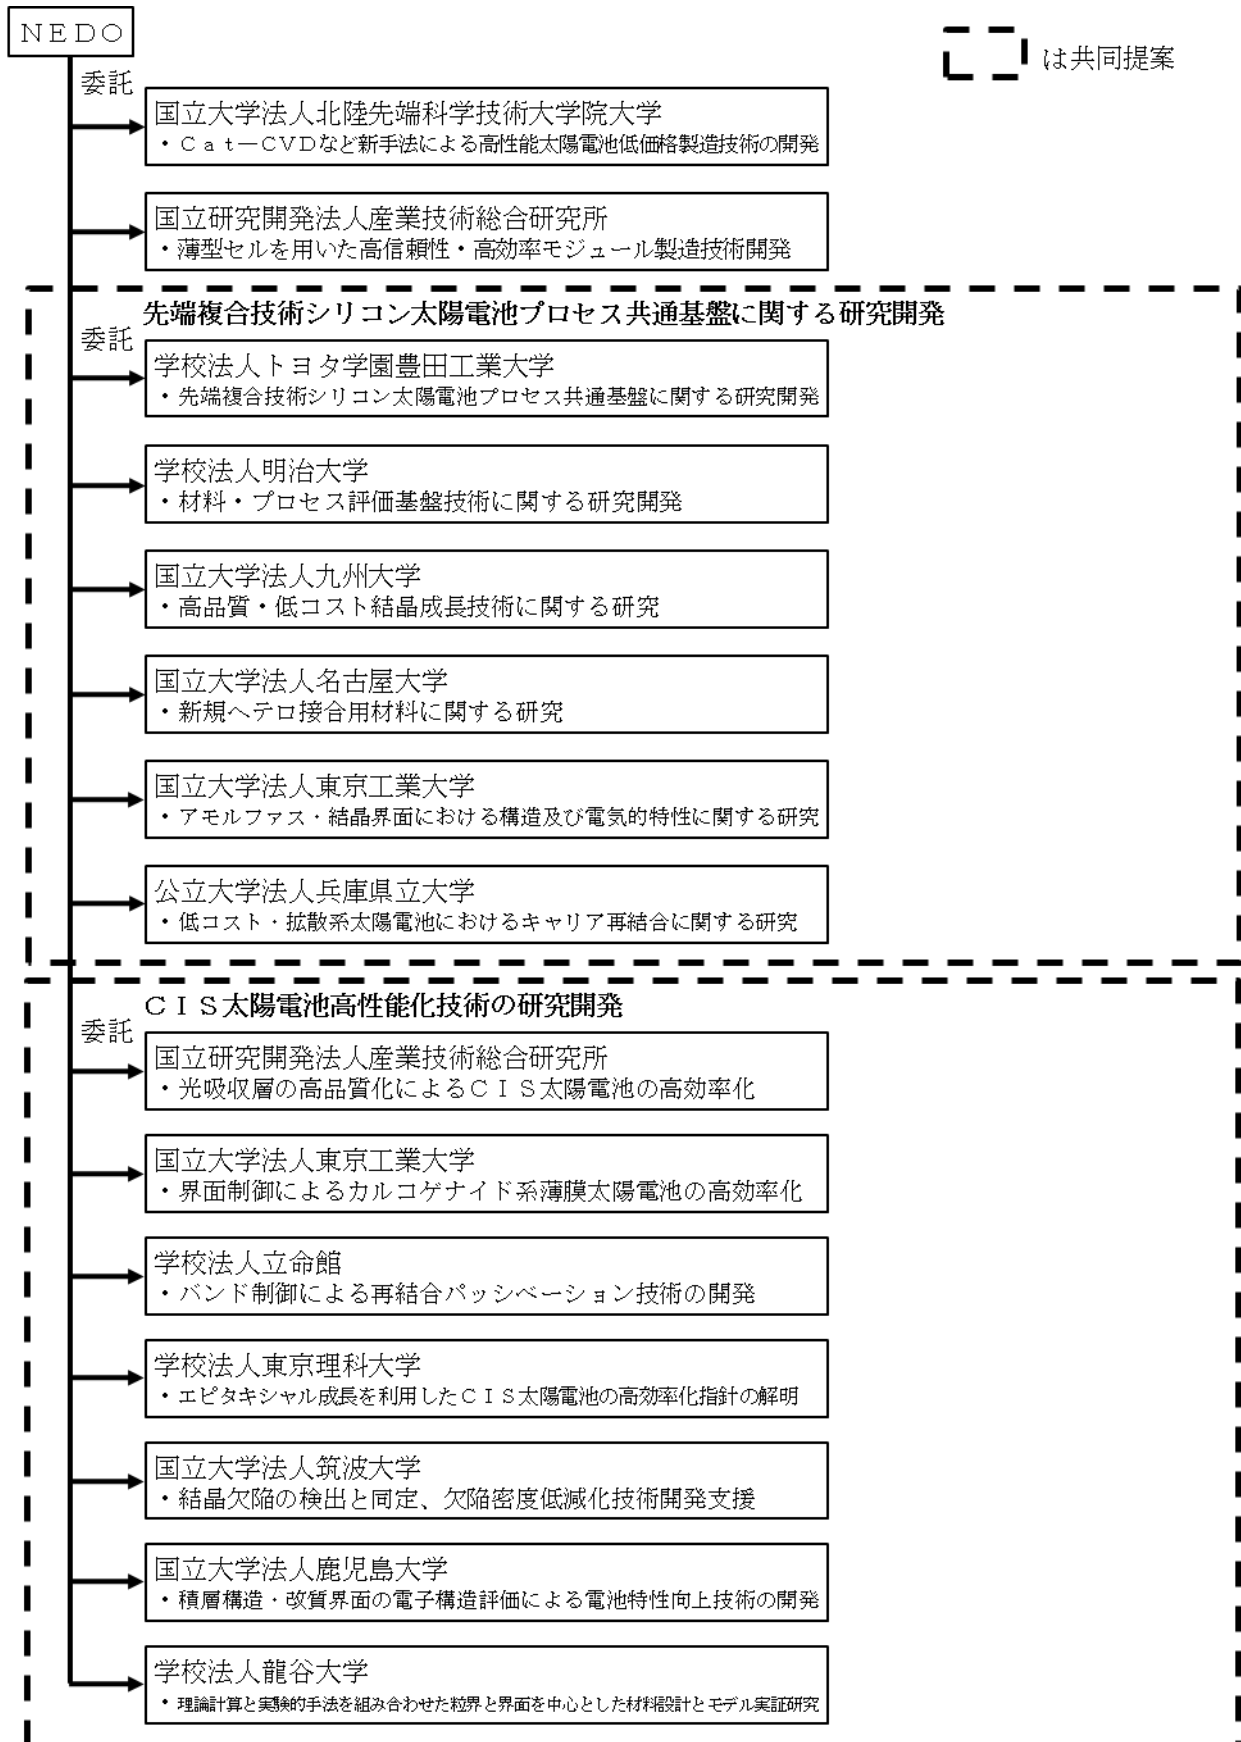 ＮＥＤＯ
は共同提案
委託
国立大学法人北陸先端科学技術大学院大学
・Ｃａｔ－ＣＶＤなど新手法による高性能太陽電池低価格製造技術の開発
国立研究開発法人産業技術総合研究所
・薄型セルを用いた高信頼性・高効率モジュール製造技術開発
先端複合技術シリコン太陽電池プロセス共通基盤に関する研究開発
委託
学校法人トヨタ学園豊田工業大学
・先端複合技術シリコン太陽電池プロセス共通基盤に関する研究開発
学校法人明治大学
・材料・プロセス評価基盤技術に関する研究開発
国立大学法人九州大学
・高品質・低コスト結晶成長技術に関する研究
国立大学法人名古屋大学
・新規ヘテロ接合用材料に関する研究
国立大学法人東京工業大学
・アモルファス・結晶界面における構造及び電気的特性に関する研究
公立大学法人兵庫県立大学
・低コスト・拡散系太陽電池におけるキャリア再結合に関する研究
ＣＩＳ太陽電池高性能化技術の研究開発
委託
国立研究開発法人産業技術総合研究所
・光吸収層の高品質化によるＣＩＳ太陽電池の高効率化
国立大学法人東京工業大学
・界面制御によるカルコゲナイド系薄膜太陽電池の高効率化
学校法人立命館
・バンド制御による再結合パッシベーション技術の開発
学校法人東京理科大学
・エピタキシャル成長を利用したＣＩＳ太陽電池の高効率化指針の解明
国立大学法人筑波大学
・結晶欠陥の検出と同定、欠陥密度低減化技術開発支援
国立大学法人鹿児島大学
・積層構造・改質界面の電子構造評価による電池特性向上技術の開発
学校法人龍谷大学
・理論計算と実験的手法を組み合わせた粒界と界面を中心とした材料設計とモデル実証研究